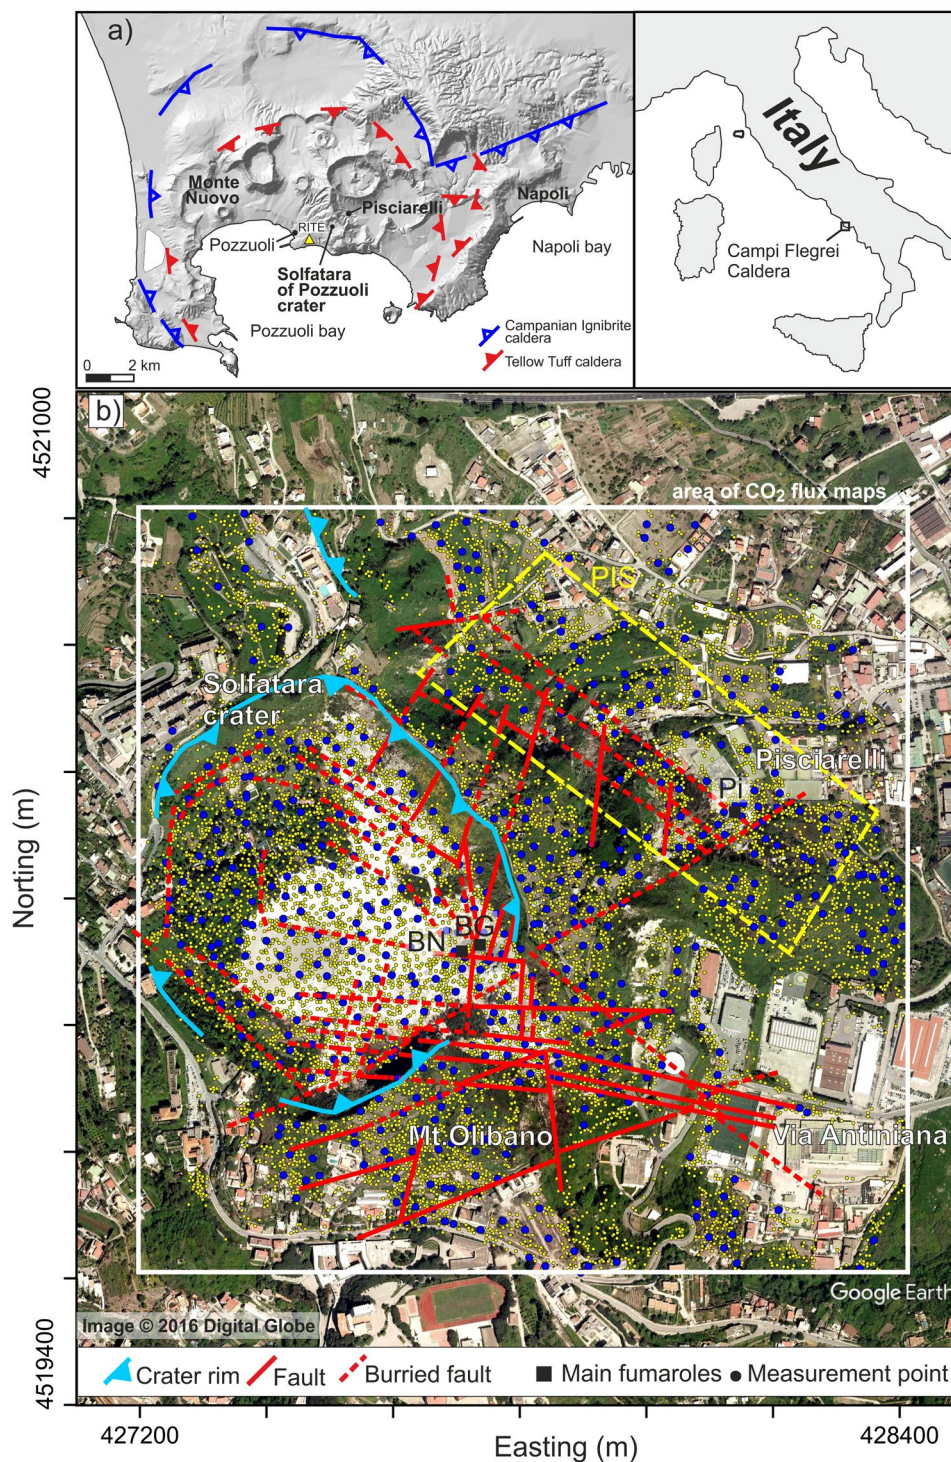 a)
Monte
Nuovo
Pisciarelli
Napoli
RITE
Pozzuoli
Napoli bay
Solfatara
of Pozzuoli
crater
Pozzuoli bay
Campanian Ignibrite
caldera
Tellow Tuff caldera
0 2 km
Italy
Campi Flegrei
Caldera
b)
4521000
area of CO2 flux maps
PIS
Solfatara
crater
Pisciarelli
Pi
Norting (m)
BG
BN
Mt.Olibano
Via Antiniana
Google Earth
Image © 2016 Digital Globe
4519400
Crater rim
Fault
Burried fault
Main fumaroles
Measurement point
427200
428400
Easting (m)